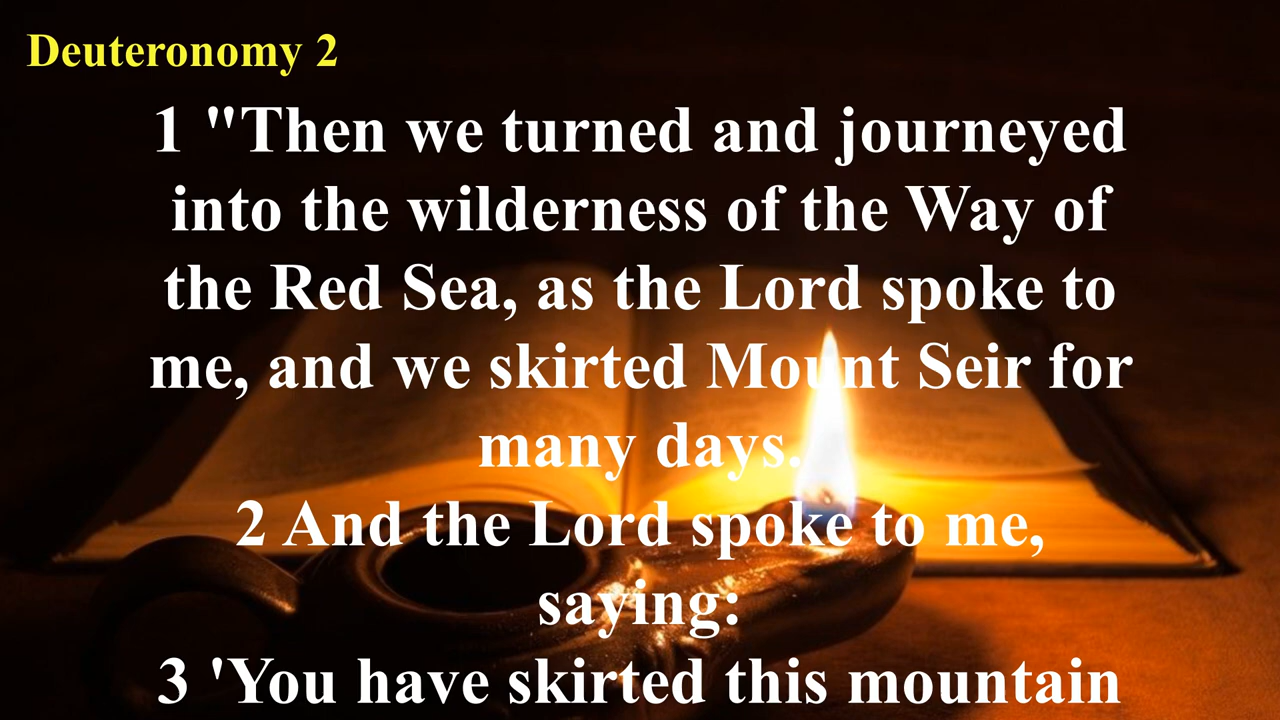 Deuteronomy 2
1 "Then we turned and journeyed
into the wilderness of the Way of
the Red Sea, as the Lord spoke to
me, and we skirted Mount Seir for
many days.
2 And the Lord spoke to me,
saying:
3 'You have skirted this mountain